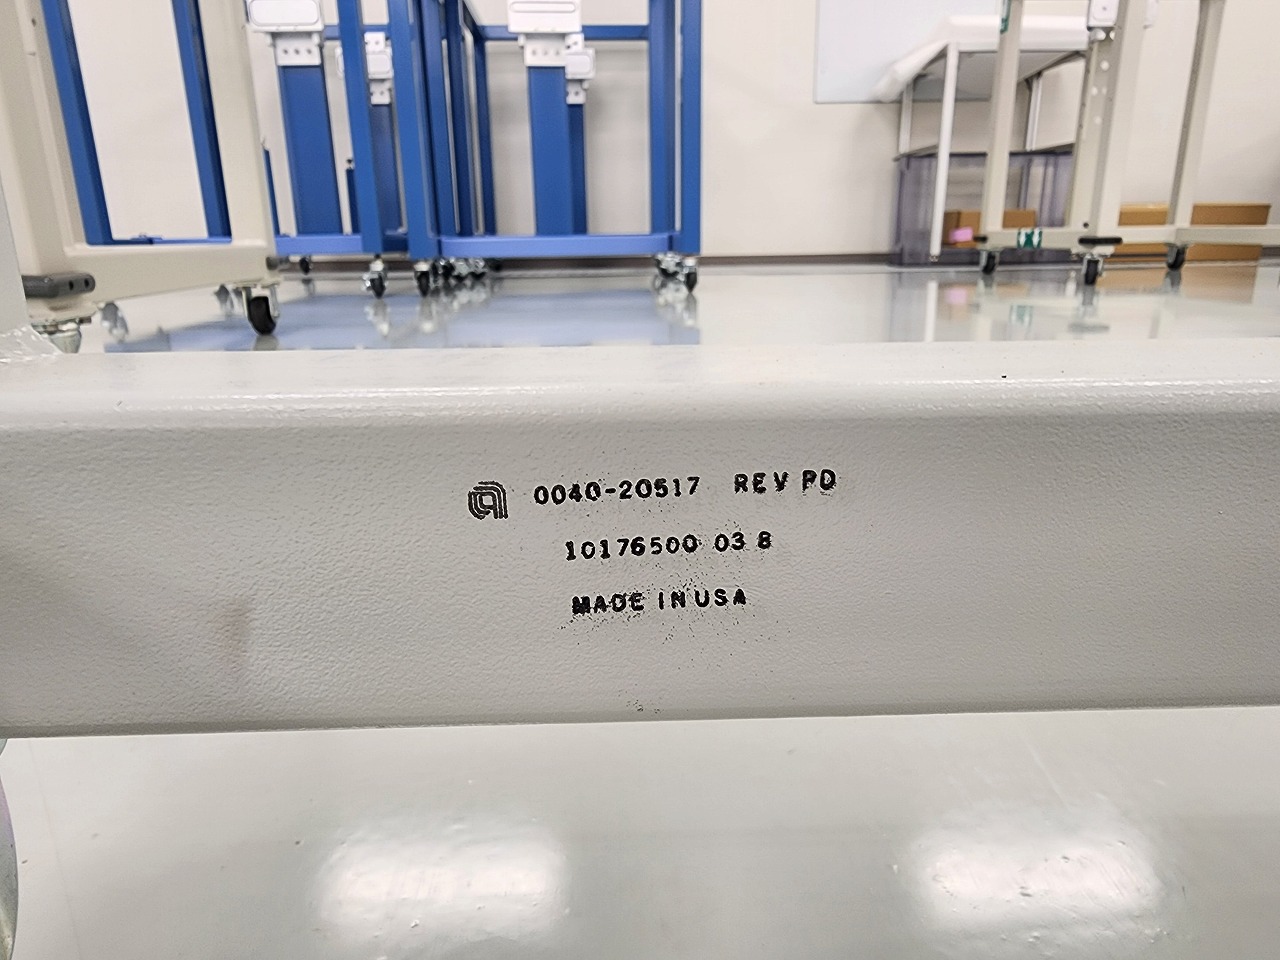 0040-20517 REV PD
10176500 03 8
MADE IN USA